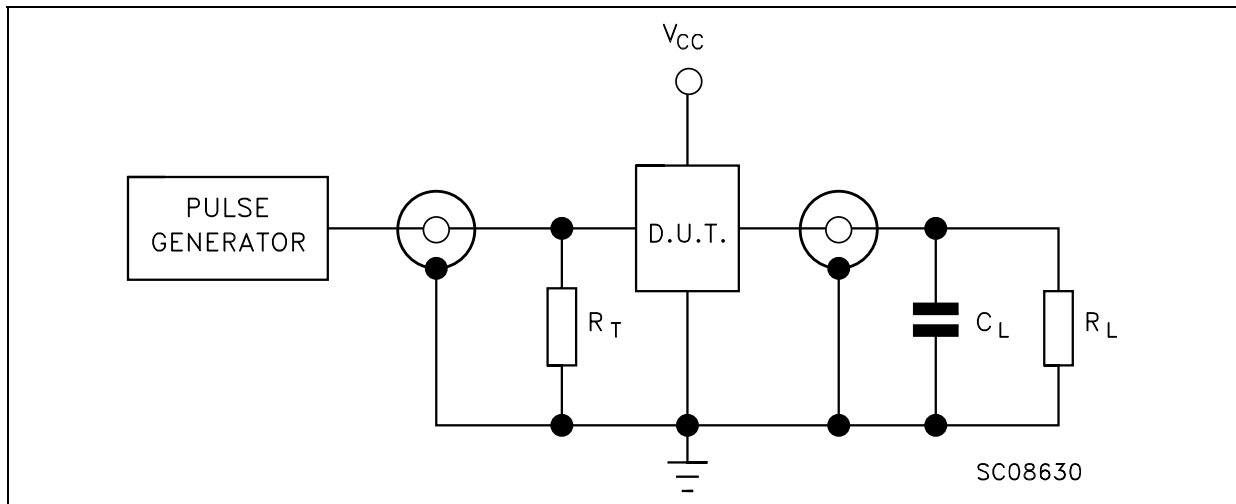 VCC
PULSE
GENERATOR
D.U.T.
RT
CL
RL
SC08630